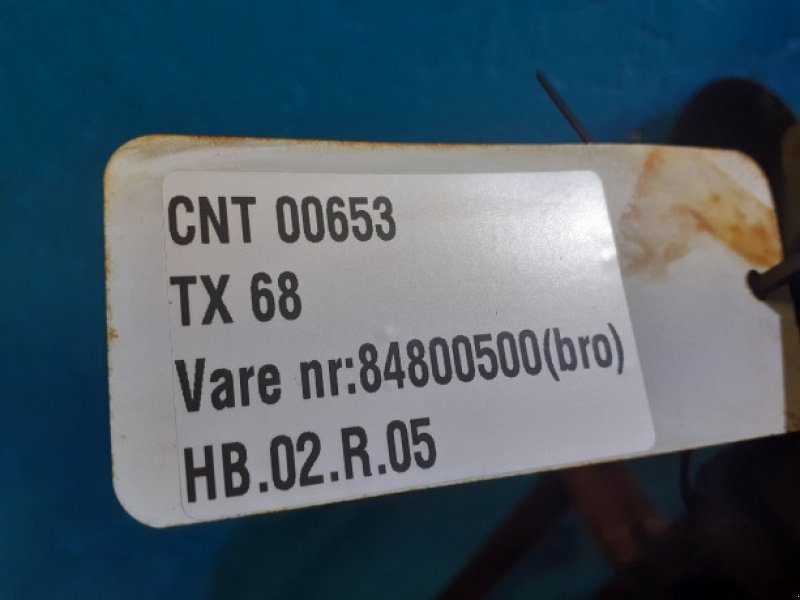 CNT 00653
TX 68
Vare nr:84800500(bro)
HB.02.R.05